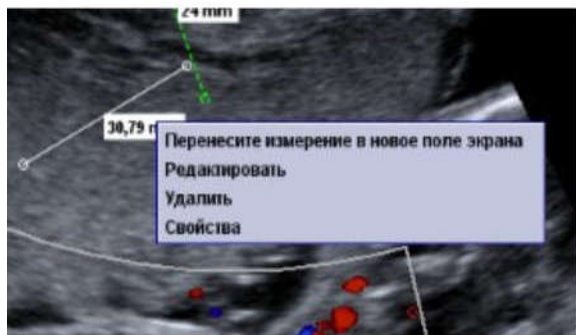 24 mm
30,79
Перенесите измерение в новое поле экрана
Редактировать
Удалить
Свойства